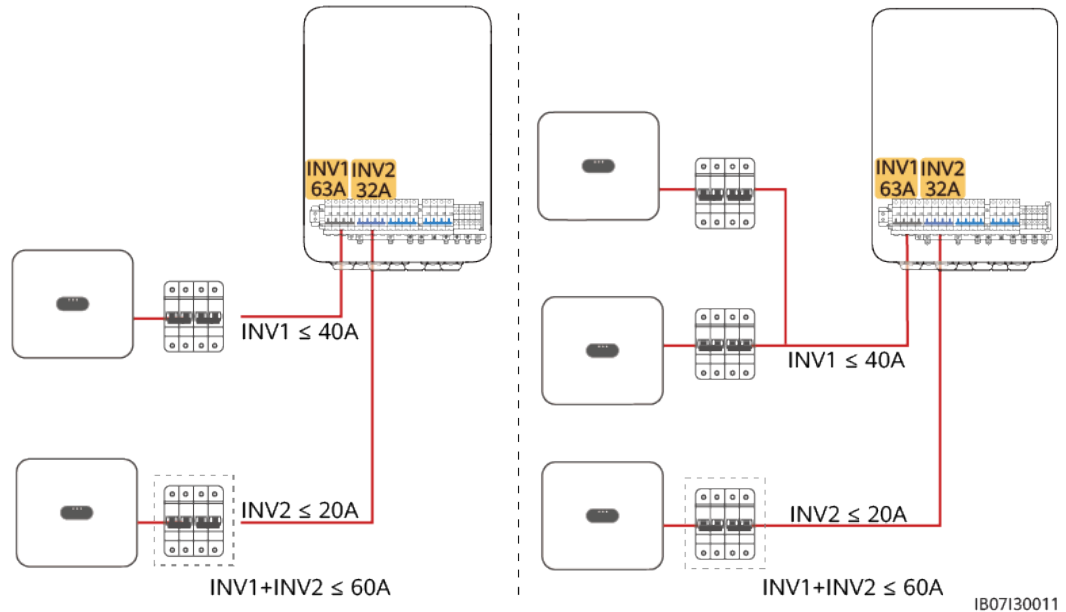 INV1 INV2
63A 32A
INV1 ≤ 40A
INV2 ≤ 20A
INV1+INV2 ≤ 60A
INV1 INV2
63A 32A
INV1 ≤ 40A
INV2 ≤ 20A
INV1+INV2 ≤ 60A
IB07I30011